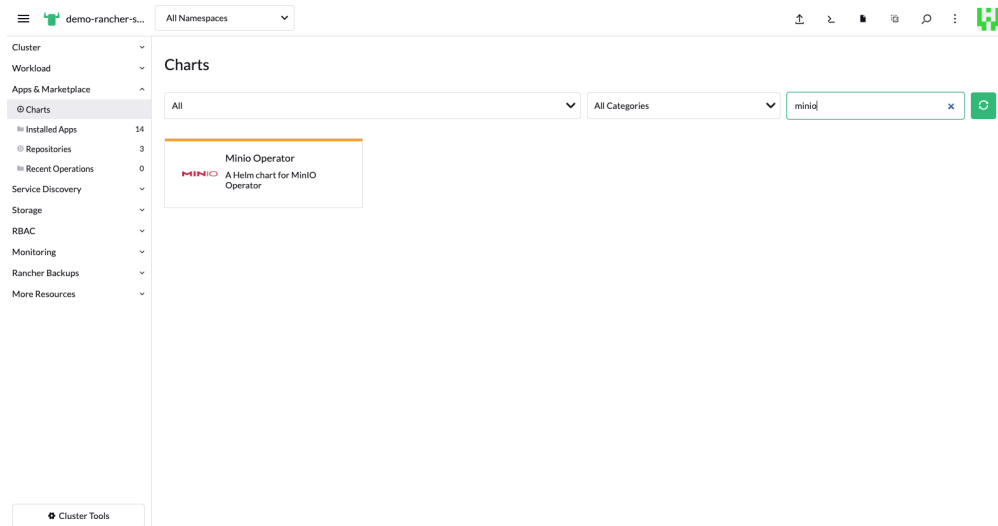 demo-rancher-s...
All Namespaces
Cluster
Workload
Apps & Marketplace
Charts
Installed Apps 14
Repositories 3
Recent Operations 0
Service Discovery
Storage
RBAC
Monitoring
Rancher Backups
More Resources
Cluster Tools
Charts
All
All Categories
minio
MINIO
Minio Operator
A Helm chart for MinIO
Operator